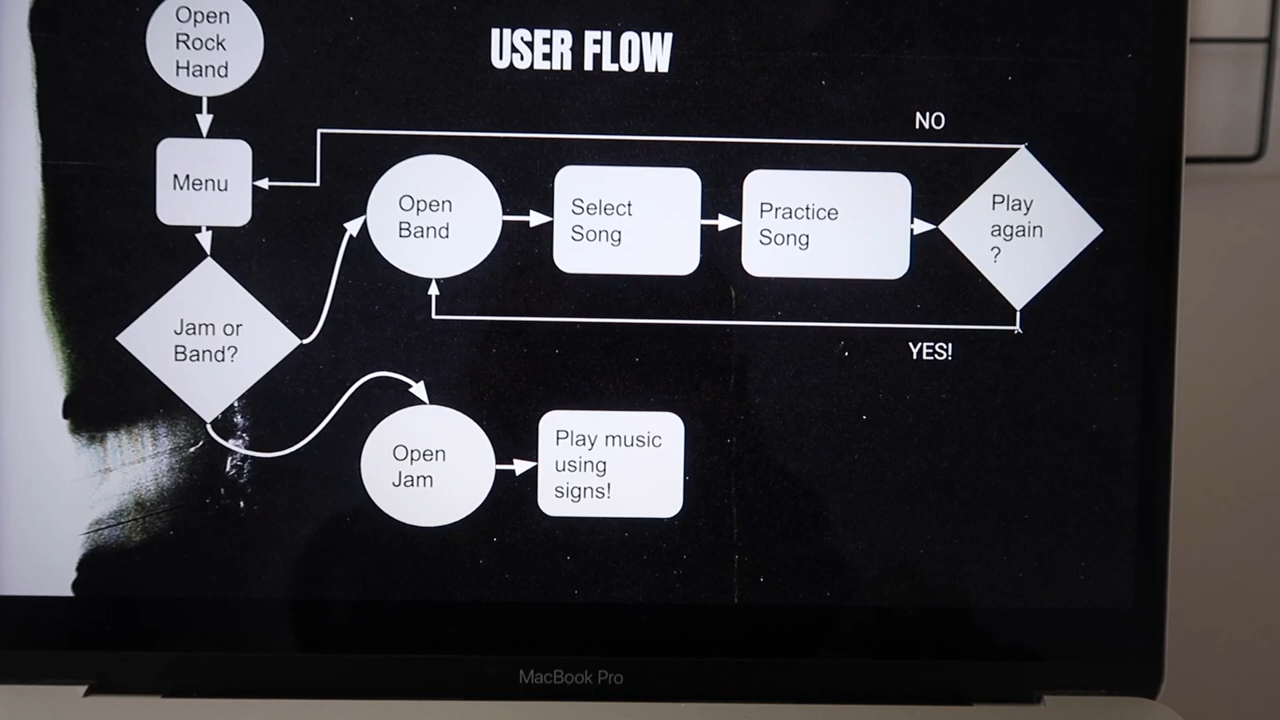 Open
Rock
Hand
USER FLOW
NO
Menu
Open
Band
Select
Song
Practice
Song
Play
again
?
Jam or
Band?
YES!
Open
Jam
Play music
using
signs!
MacBook Pro